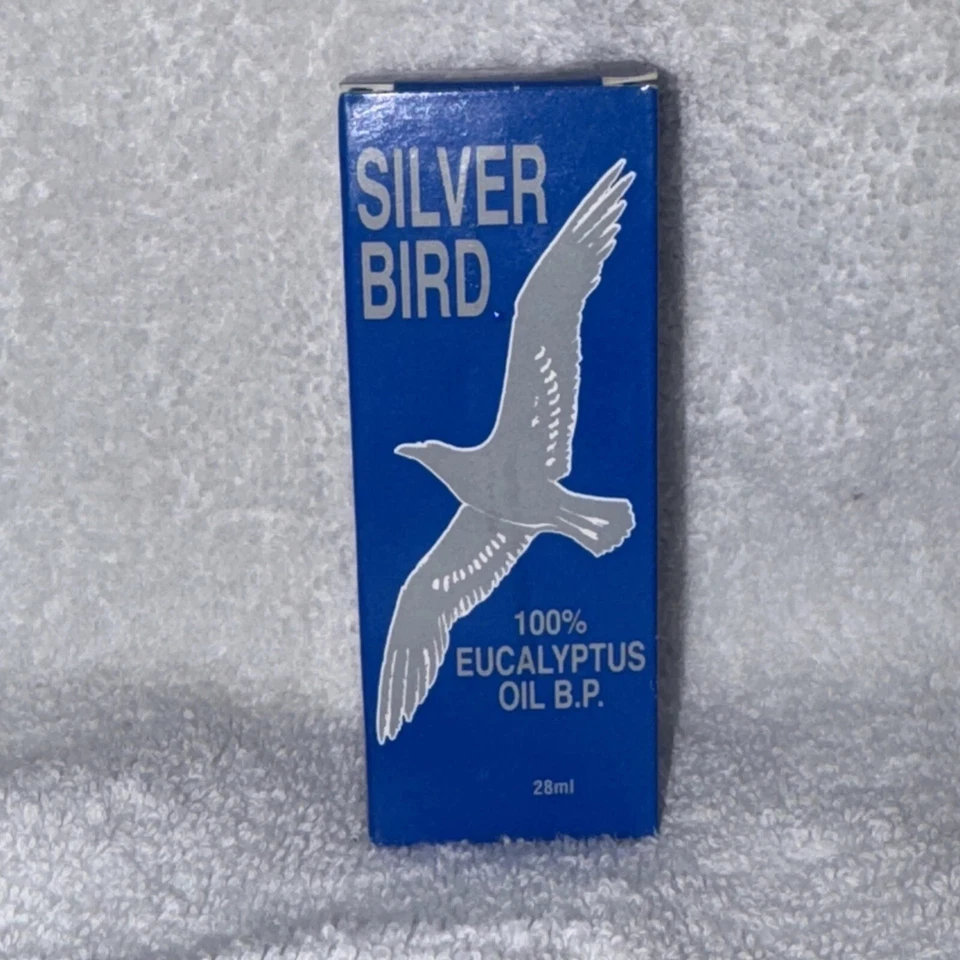 SILVER
BIRD
100%
EUCALYPTUS
OIL B.P.
28ml